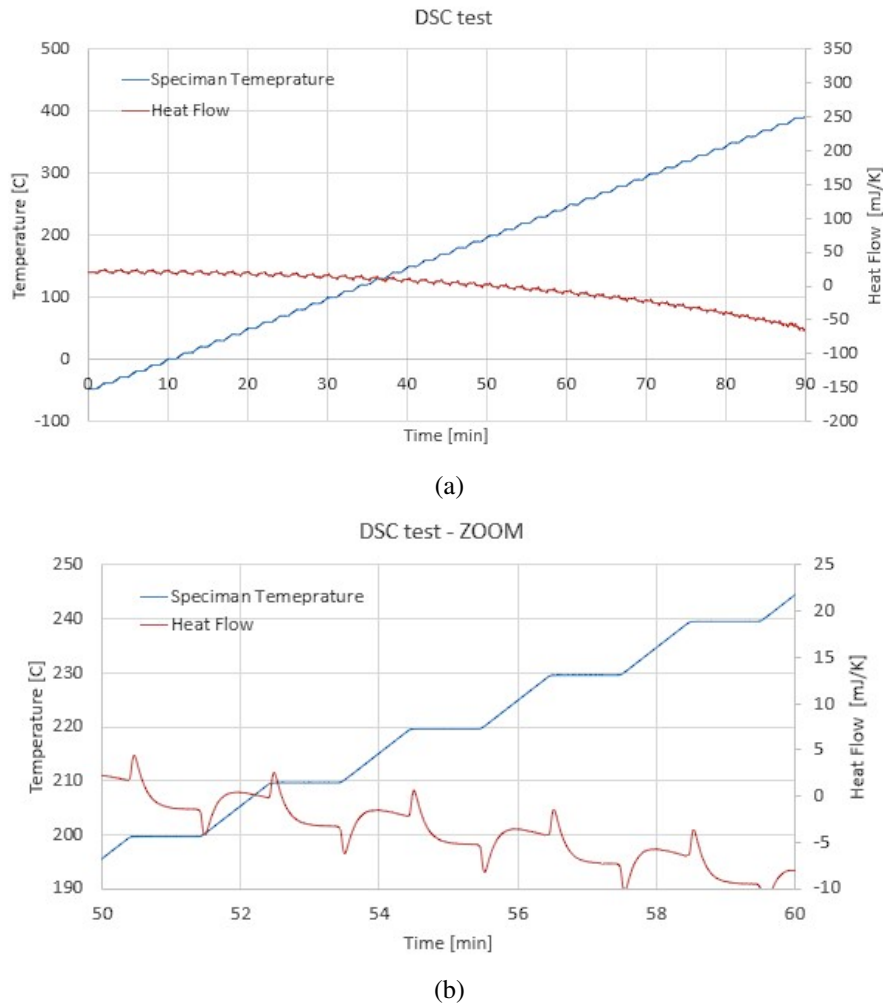 DSC test
500
400
300
200
100
0
-100
Temperature [C]
350
300
250
200
150
100
50
0
-50
-100
-150
-200
Heat Flow [mJ/K]
Speciman Temeprature
Heat Flow
0 10 20 30 40 50 60 70 80 90
Time [min]
(a)
DSC test - ZOOM
250
240
230
220
210
200
190
Temperature [C]
25
20
15
10
5
0
-5
-10
Heat Flow [mJ/K]
Speciman Temeprature
Heat Flow
50 52 54 56 58 60
Time [min]
(b)